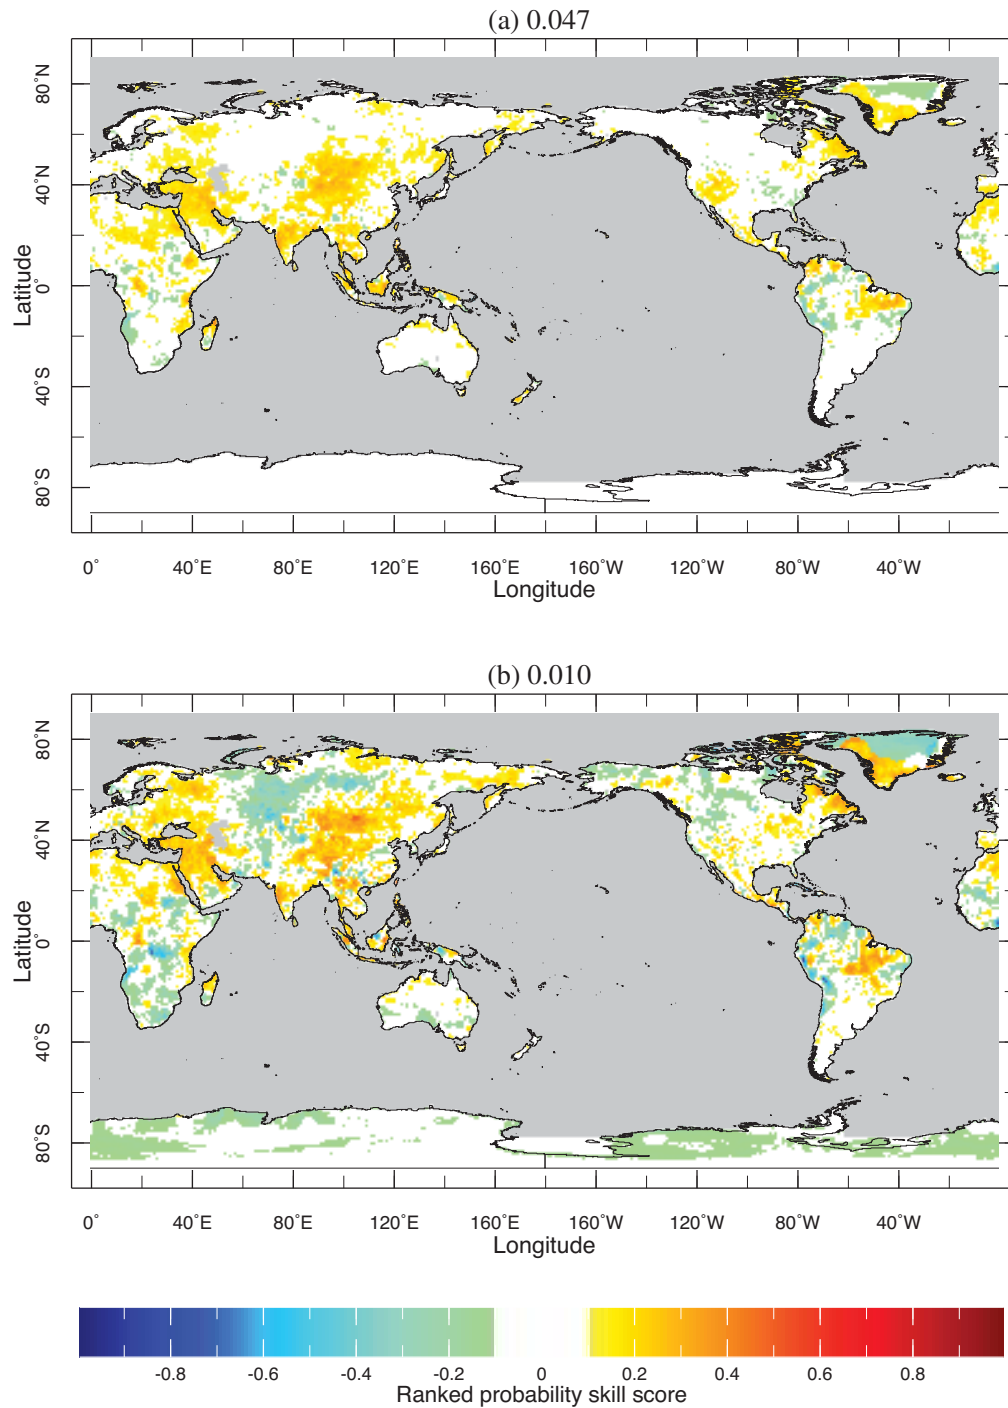 (a) 0.047
80°N
40°N
0°
40°S
80°S
Latitude
0° 40°E 80°E 120°E 160°E 160°W 120°W 80°W 40°W
Longitude
(b) 0.010
80°N
40°N
0°
40°S
80°S
Latitude
0° 40°E 80°E 120°E 160°E 160°W 120°W 80°W 40°W
Longitude
-0.8 -0.6 -0.4 -0.2 0 0.2 0.4 0.6 0.8
Ranked probability skill score